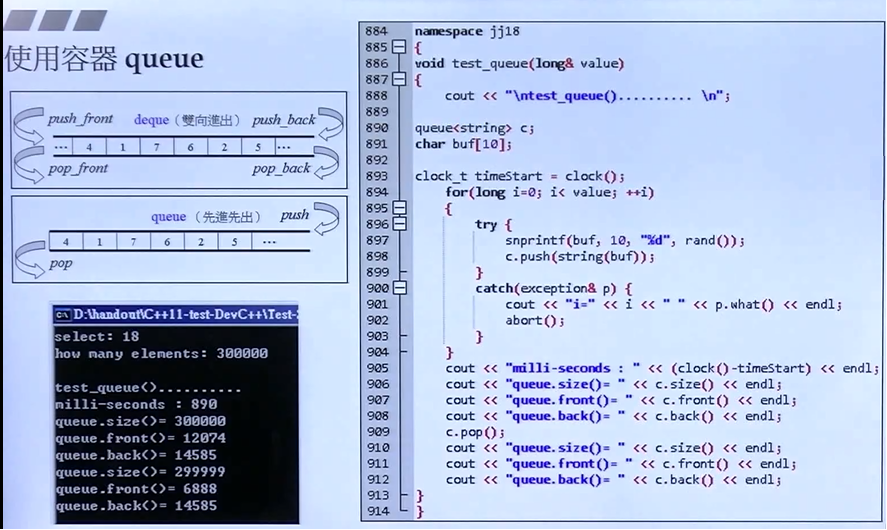 使用容器 queue
push_front deque（雙向進出） push_back
... 4 1 7 6 2 5 ...
pop_front pop_back
queue （先進先出） push
4 1 7 6 2 5 ...
pop
D:\handout\C++11-test-DevC++\Test-
select: 18
how many elements: 300000
test_queue()..........
milli-seconds : 890
queue.size()= 300000
queue.front()= 12074
queue.back()= 14585
queue.size()= 299999
queue.front()= 6888
queue.back()= 14585
884 namespace jj18
885 {
886 void test_queue(long& value)
887 {
888 cout << "\ntest_queue().......... \n";
889
890 queue<string> c;
891 char buf[10];
892
893 clock_t timeStart = clock();
894 for(long i=0; i< value; ++i)
895 {
896 try {
897 snprintf(buf, 10, "%d", rand());
898 c.push(string(buf));
899 }
900 catch(exception& p) {
901 cout << "i=" << i << " " << p.what() << endl;
902 abort();
903 }
904 }
905 cout << "milli-seconds : " << (clock()-timeStart) << endl;
906 cout << "queue.size()= " << c.size() << endl;
907 cout << "queue.front()= " << c.front() << endl;
908 cout << "queue.back()= " << c.back() << endl;
909 c.pop();
910 cout << "queue.size()= " << c.size() << endl;
911 cout << "queue.front()= " << c.front() << endl;
912 cout << "queue.back()= " << c.back() << endl;
913 }
914 }